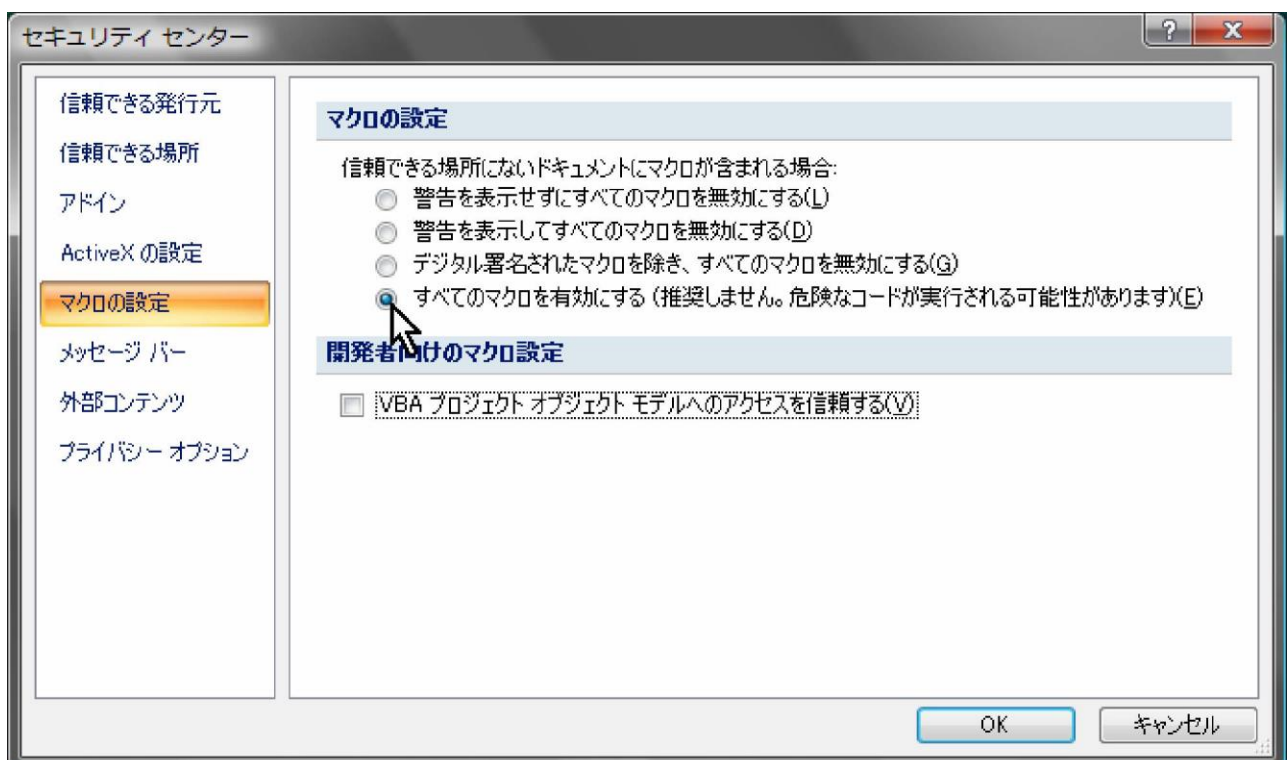 セキュリティ センター
信頼できる発行元
信頼できる場所
アドイン
ActiveX の設定
マクロの設定
メッセージ バー
外部コンテンツ
プライバシー オプション
マクロの設定
信頼できる場所にないドキュメントにマクロが含まれる場合:
警告を表示せずにすべてのマクロを無効にする(L)
警告を表示してすべてのマクロを無効にする(D)
デジタル署名されたマクロを除き、すべてのマクロを無効にする(G)
すべてのマクロを有効にする (推奨しません。危険なコードが実行される可能性があります)(E)
開発者向けのマクロ設定
VBA プロジェクト オブジェクト モデルへのアクセスを信頼する(V)
OK
キャンセル